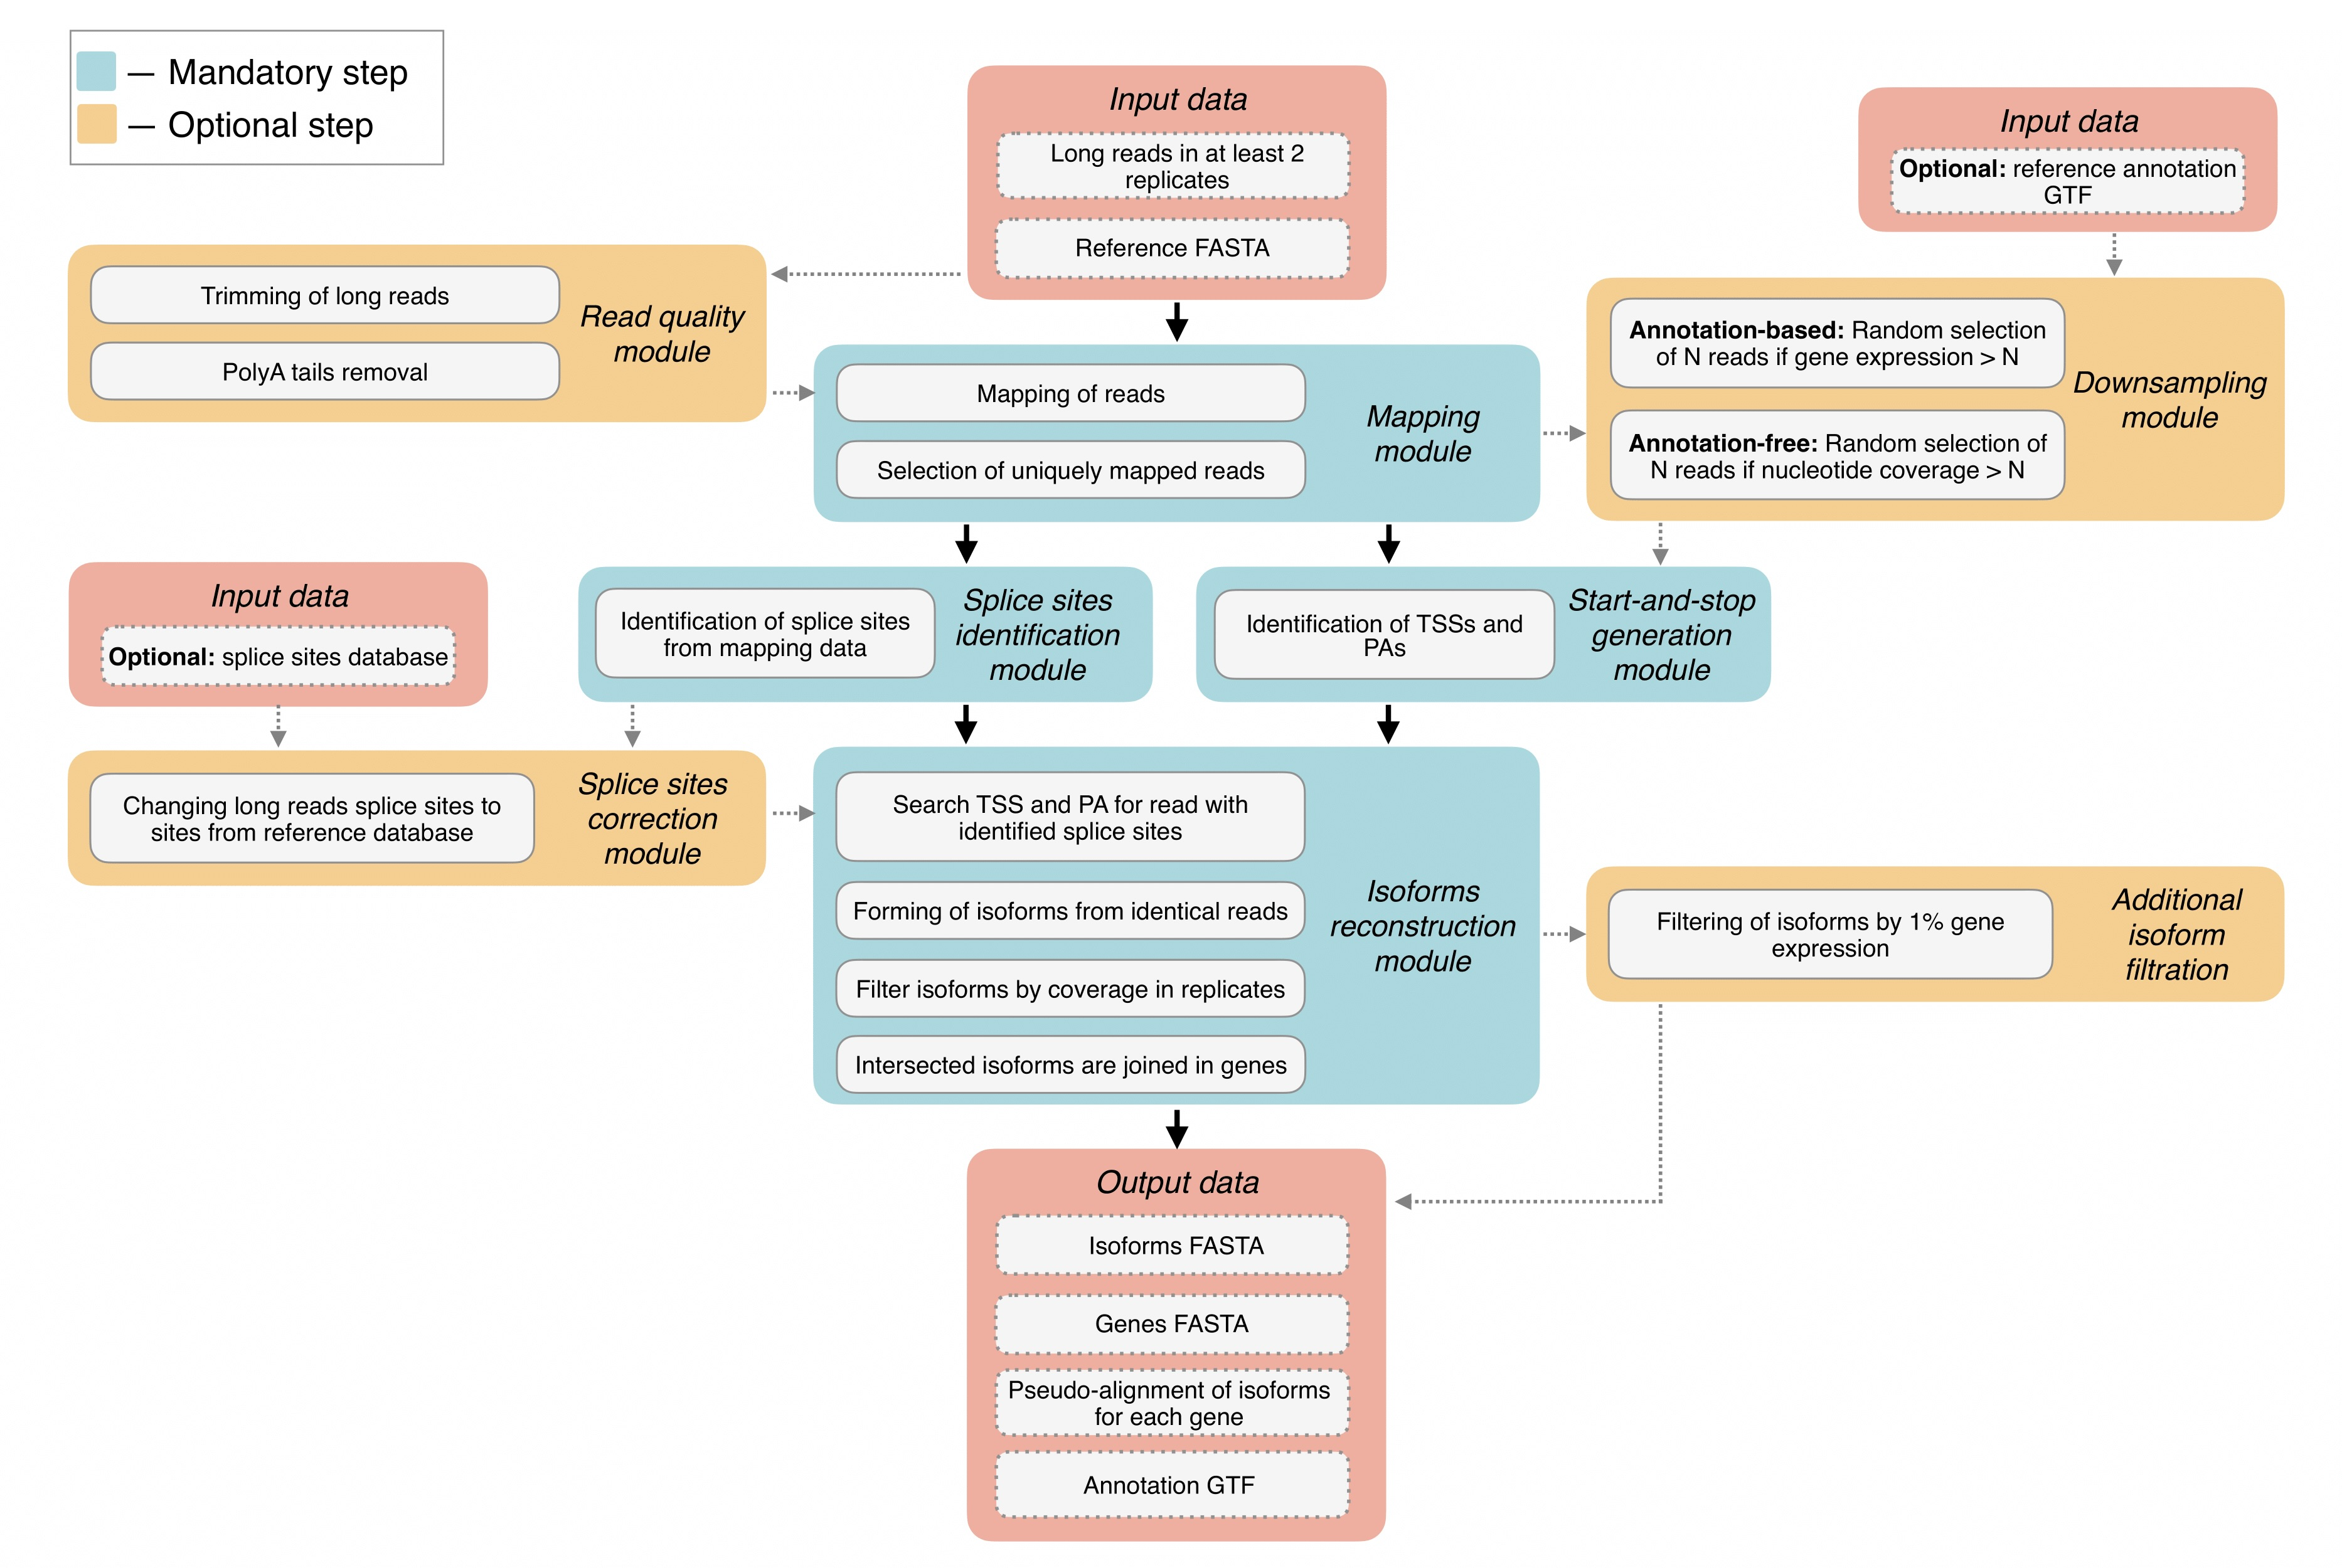 — Mandatory step
— Optional step
Input data
Long reads in at least 2
replicates
Reference FASTA
Input data
Optional: reference annotation
GTF
Trimming of long reads
PolyA tails removal
Read quality
module
Mapping of reads
Selection of uniquely mapped reads
Mapping
module
Annotation-based: Random selection
of N reads if gene expression > N
Annotation-free: Random selection of
N reads if nucleotide coverage > N
Downsampling
module
Input data
Optional: splice sites database
Identification of splice sites
from mapping data
Splice sites
identification
module
Identification of TSSs and
PAs
Start-and-stop
generation
module
Changing long reads splice sites to
sites from reference database
Splice sites
correction
module
Search TSS and PA for read with
identified splice sites
Forming of isoforms from identical reads
Filter isoforms by coverage in replicates
Intersected isoforms are joined in genes
Isoforms
reconstruction
module
Filtering of isoforms by 1% gene
expression
Additional
isoform
filtration
Output data
Isoforms FASTA
Genes FASTA
Pseudo-alignment of isoforms
for each gene
Annotation GTF